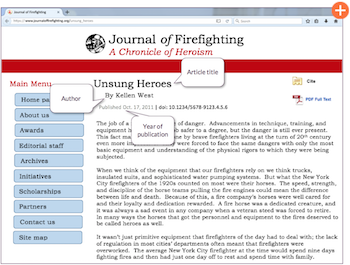 www.journaloffirefighting.org/unsung_heroes
Journal of Firefighting
A Chronicle of Heroism
Article title
Main Menu
Unsung Heroes
Cite
By Kellen West
PDF Full Text
Home pa
Author
Published Oct. 17, 2011 | doi:10.1234/5678-9123.4.5.6
About us
Year of
publication
The job of a of danger. Advancements in technique, training, and
Awards
equipment h b safer to a degree, but the danger is still ever present.
This fact ma e by brave firefighters living at the turn of 20th century
Editorial staff
even more im were forced to face the same dangers with only the most
basic equipment and understanding of the physical rigors to which they were being
subjected.
Archives
Initiatives
When we think of the equipment that our firefighters rely on we think trucks,
insulated suits, and sophisticated water pumping systems. But what the New York
City firefighters of the 1920s counted on most were their horses. The speed, strength,
Scholarships
and discipline of the horse teams pulling the fire engines could mean the difference
between life and death. Because of this, a fire company's horses were well cared for
Partners
and their loyalty and dedication rewarded. A fire horse was a dedicated creature, and
it was always a sad event in any company when a veteran steed was forced to retire.
Contact us
In many ways the horses that got the personnel and equipment to the fires deserved to
be called heroes as well.
Site map
It wasn't just primitive equipment that firefighters of the day had to deal with; the lack
of regulation in most cities' departments often meant that firefighters were
overworked. The average New York City firefighter at the time would spend nine days
fighting fires and then had just one day off to rest and spend time with family.